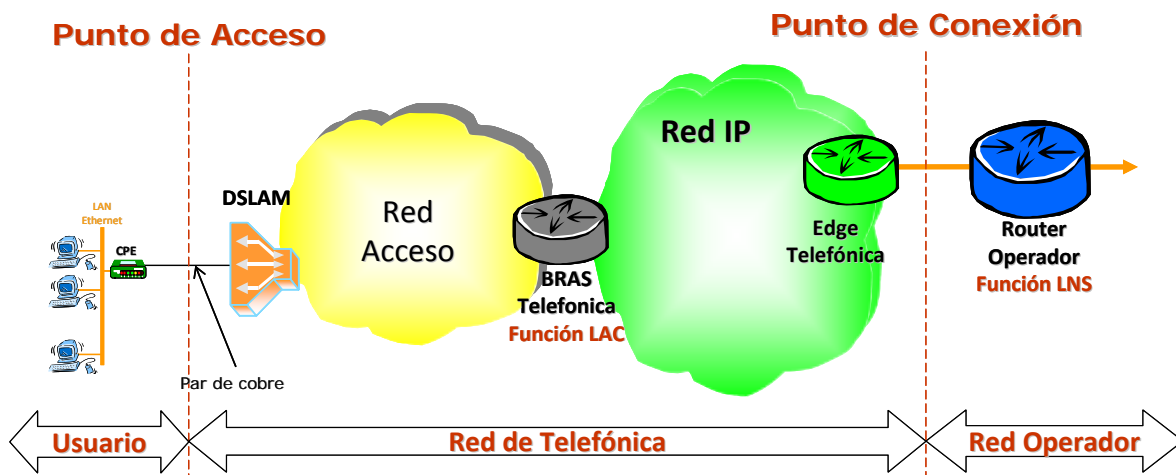 Punto de Acceso
Punto de Conexión
LAN
Ethernet
CPE
DSLAM
Red
Acceso
BRAS
Telefonica
Función LAC
Red IP
Edge
Telefónica
Router
Operador
Función LNS
Par de cobre
Usuario
Red de Telefónica
Red Operador